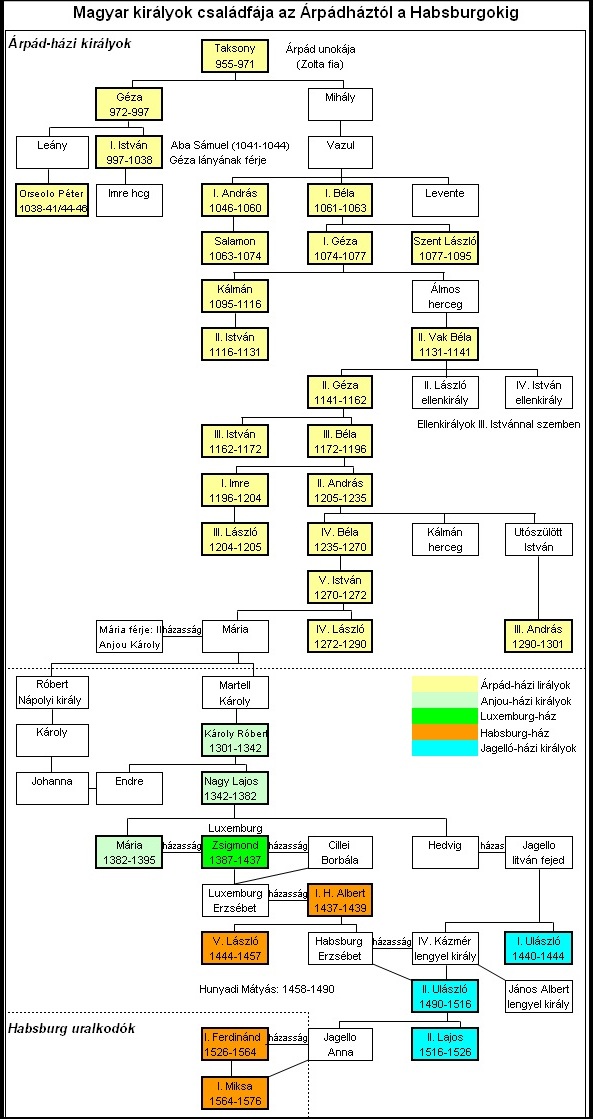 Magyar királyok családfája az Árpádháztól a Habsburgokig
Árpád-házi királyok
Taksony
955-971
Árpád unokája
(Zolta fia)
Géza
972-997
Mihály
Leány
I. István
997-1038
Aba Sámuel (1041-1044)
Géza lányának férje
Vazul
Orseolo Péter
1038-41/44-46
Imre hcg
I. András
1046-1060
I. Béla
1061-1063
Levente
Salamon
1063-1074
I. Géza
1074-1077
Szent László
1077-1095
Kálmán
1095-1116
Álmos
herceg
II. István
1116-1131
II. Vak Béla
1131-1141
II. Géza
1141-1162
II. László
ellenkirály
IV. István
ellenkirály
Ellenkirályok III. Istvánnal szemben
III. István
1162-1172
III. Béla
1172-1196
I. Imre
1196-1204
II. András
1205-1235
III. László
1204-1205
IV. Béla
1235-1270
Kálmán
herceg
Utószülött
István
V. István
1270-1272
Mária férje: II
Anjou Károly
házasság
Mária
IV. László
1272-1290
III. András
1290-1301
Róbert
Nápolyi király
Martell
Károly
Árpád-házi lirályok
Anjou-házi királyok
Luxemburg-ház
Habsburg-ház
Jagelló-házi királyok
Károly
Károly Róbert
1301-1342
Johanna
Endre
Nagy Lajos
1342-1382
Luxemburg
Mária
1382-1395
házasság
Zsigmond
1387-1437
Cillei
Borbála
Hedvig
házas
Jagello
litván fejed
Luxemburg
Erzsébet
házasság
I. H. Albert
1437-1439
V. László
1444-1457
Habsburg
Erzsébet
házasság
IV. Kázmér
lengyel király
I. Ulászló
1440-1444
Hunyadi Mátyás: 1458-1490
II. Ulászló
1490-1516
János Albert
lengyel király
Habsburg uralkodók
I. Ferdinánd
1526-1564
házasság
Jagello
Anna
II. Lajos
1516-1526
I. Miksa
1564-1576